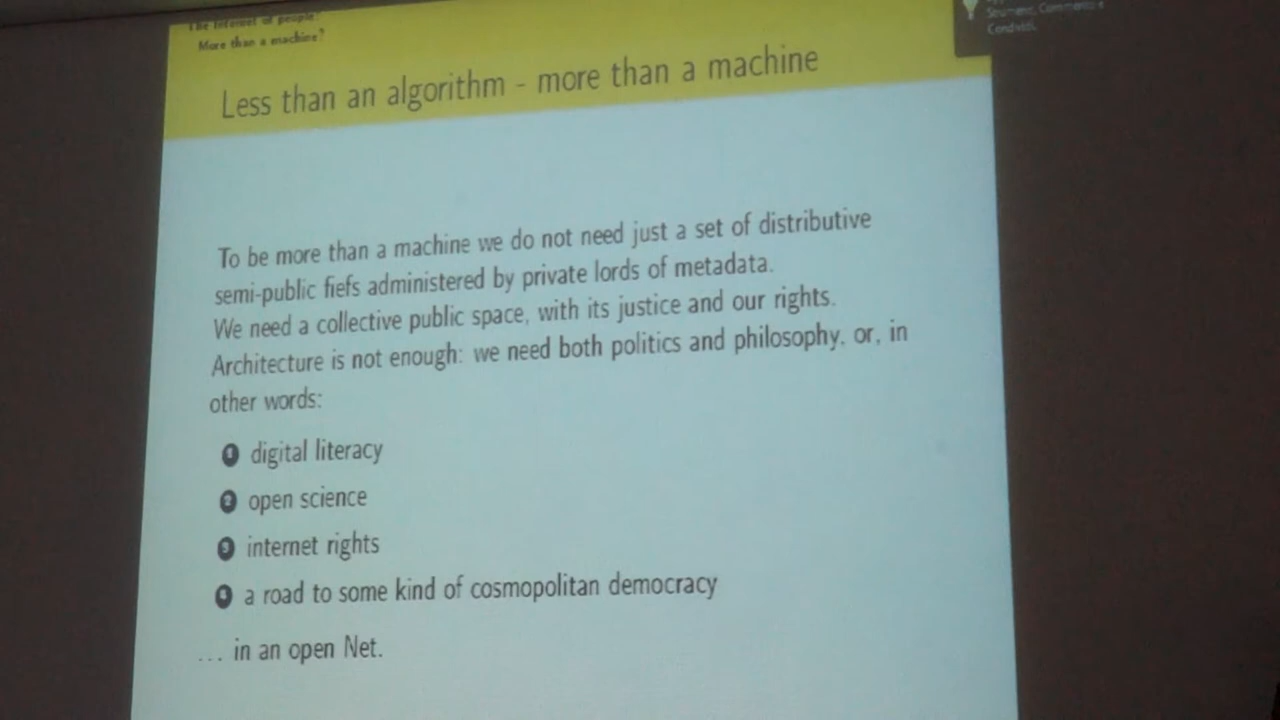 The Internet of people?
More than a machine?
Less than an algorithm - more than a machine
To be more than a machine we do not need just a set of distributive
semi-public fiefs administered by private lords of metadata.
We need a collective public space, with its justice and our rights.
Architecture is not enough: we need both politics and philosophy, or, in
other words:
1 digital literacy
2 open science
3 internet rights
4 a road to some kind of cosmopolitan democracy
... in an open Net.
Strumenti, Commento e
Condividi.